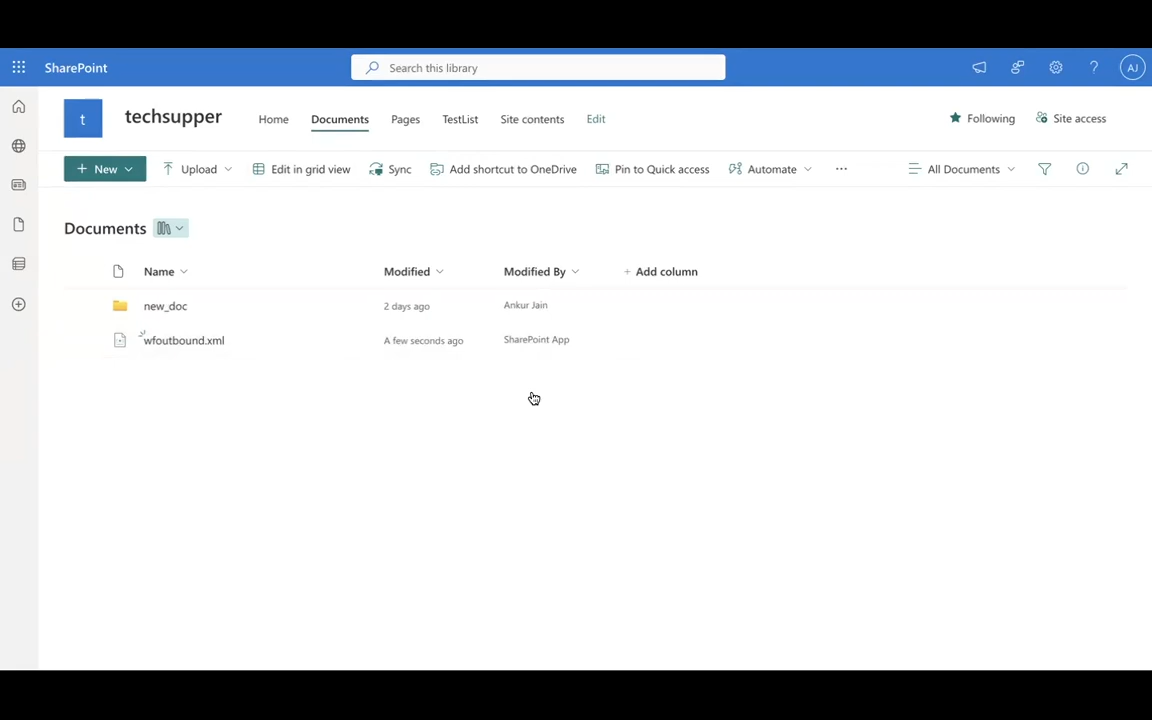 SharePoint
Search this library
AJ
t
techsupper
Home
Documents
Pages
TestList
Site contents
Edit
Following
Site access
New
Upload
Edit in grid view
Sync
Add shortcut to OneDrive
Pin to Quick access
Automate
All Documents
Documents
Name
Modified
Modified By
Add column
new_doc
2 days ago
Ankur Jain
wfoutbound.xml
A few seconds ago
SharePoint App